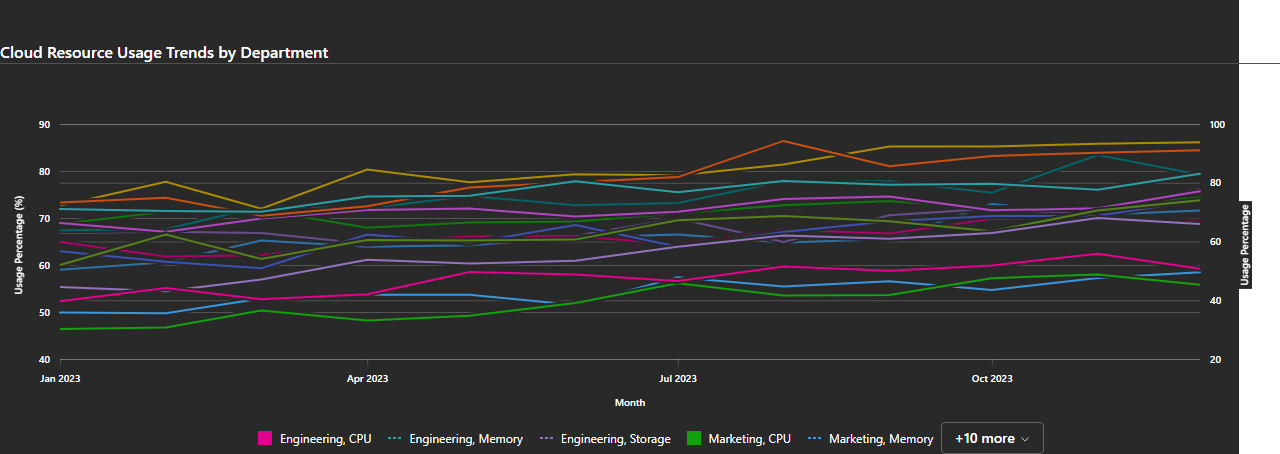 Cloud Resource Usage Trends by Department
90
80
70
60
50
40
Usage Percentage (%)
100
80
60
40
20
Usage Percentage
Jan 2023 Apr 2023 Jul 2023 Oct 2023
Month
Engineering, CPU Engineering, Memory Engineering, Storage Marketing, CPU Marketing, Memory +10 more